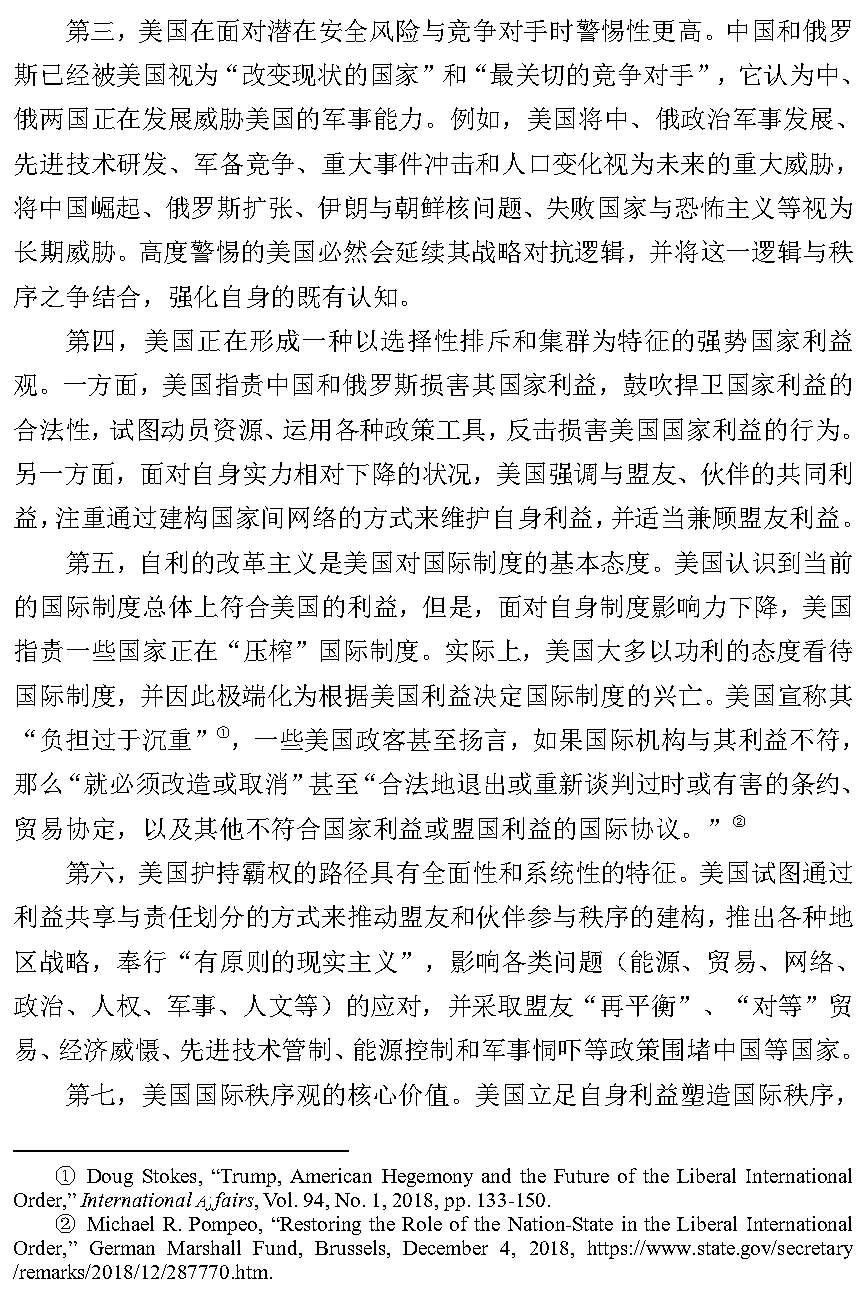 第三，美国在面对潜在安全风险与竞争对手时警惕性更高。中国和俄罗
斯已经被美国视为“改变现状的国家”和“最关切的竞争对手”，它认为中、
俄两国正在发展威胁美国的军事能力。例如，美国将中、俄政治军事发展、
先进技术研发、军备竞争、重大事件冲击和人口变化视为未来的重大威胁，
将中国崛起、俄罗斯扩张、伊朗与朝鲜核问题、失败国家与恐怖主义等视为
长期威胁。高度警惕的美国必然会延续其战略对抗逻辑，并将这一逻辑与秩
序之争结合，强化自身的既有认知。
第四，美国正在形成一种以选择性排斥和集群为特征的强势国家利益
观。一方面，美国指责中国和俄罗斯损害其国家利益，鼓吹捍卫国家利益的
合法性，试图动员资源、运用各种政策工具，反击损害美国国家利益的行为。
另一方面，面对自身实力相对下降的状况，美国强调与盟友、伙伴的共同利
益，注重通过建构国家间网络的方式来维护自身利益，并适当兼顾盟友利益。
第五，自利的改革主义是美国对国际制度的基本态度。美国认识到当前
的国际制度总体上符合美国的利益，但是，面对自身制度影响力下降，美国
指责一些国家正在“压榨”国际制度。实际上，美国大多以功利的态度看待
国际制度，并因此极端化为根据美国利益决定国际制度的兴亡。美国宣称其
“负担过于沉重”①，一些美国政客甚至扬言，如果国际机构与其利益不符，
那么“就必须改造或取消”甚至“合法地退出或重新谈判过时或有害的条约、
贸易协定，以及其他不符合国家利益或盟国利益的国际协议。”②
第六，美国护持霸权的路径具有全面性和系统性的特征。美国试图通过
利益共享与责任划分的方式来推动盟友和伙伴参与秩序的建构，推出各种地
区战略，奉行“有原则的现实主义”，影响各类问题（能源、贸易、网络、
政治、人权、军事、人文等）的应对，并采取盟友“再平衡”、“对等”贸
易、经济威慑、先进技术管制、能源控制和军事恫吓等政策围堵中国等国家。
第七，美国国际秩序观的核心价值。美国立足自身利益塑造国际秩序，
① Doug Stokes, “Trump, American Hegemony and the Future of the Liberal International
Order,” International Affairs, Vol. 94, No. 1, 2018, pp. 133-150.
② Michael R. Pompeo, “Restoring the Role of the Nation-State in the Liberal International
Order,” German Marshall Fund, Brussels, December 4, 2018, https://www.state.gov/secretary
/remarks/2018/12/287770.htm.